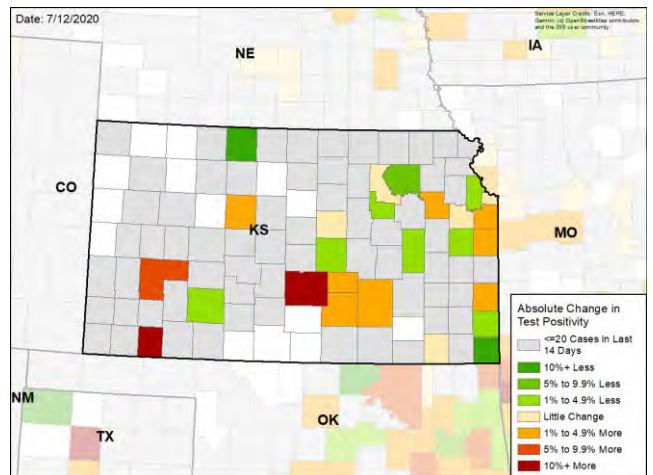 Date: 7/12/2020
Service Layer Credits: Esri, HERE,
Garmin, (c) OpenStreetMap contributors,
and the GIS user community
NE
IA
CO
KS
MO
NM
TX
OK
Absolute Change in
Test Positivity
<=20 Cases in Last
14 Days
10%+ Less
5% to 9.9% Less
1% to 4.9% Less
Little Change
1% to 4.9% More
5% to 9.9% More
10%+ More